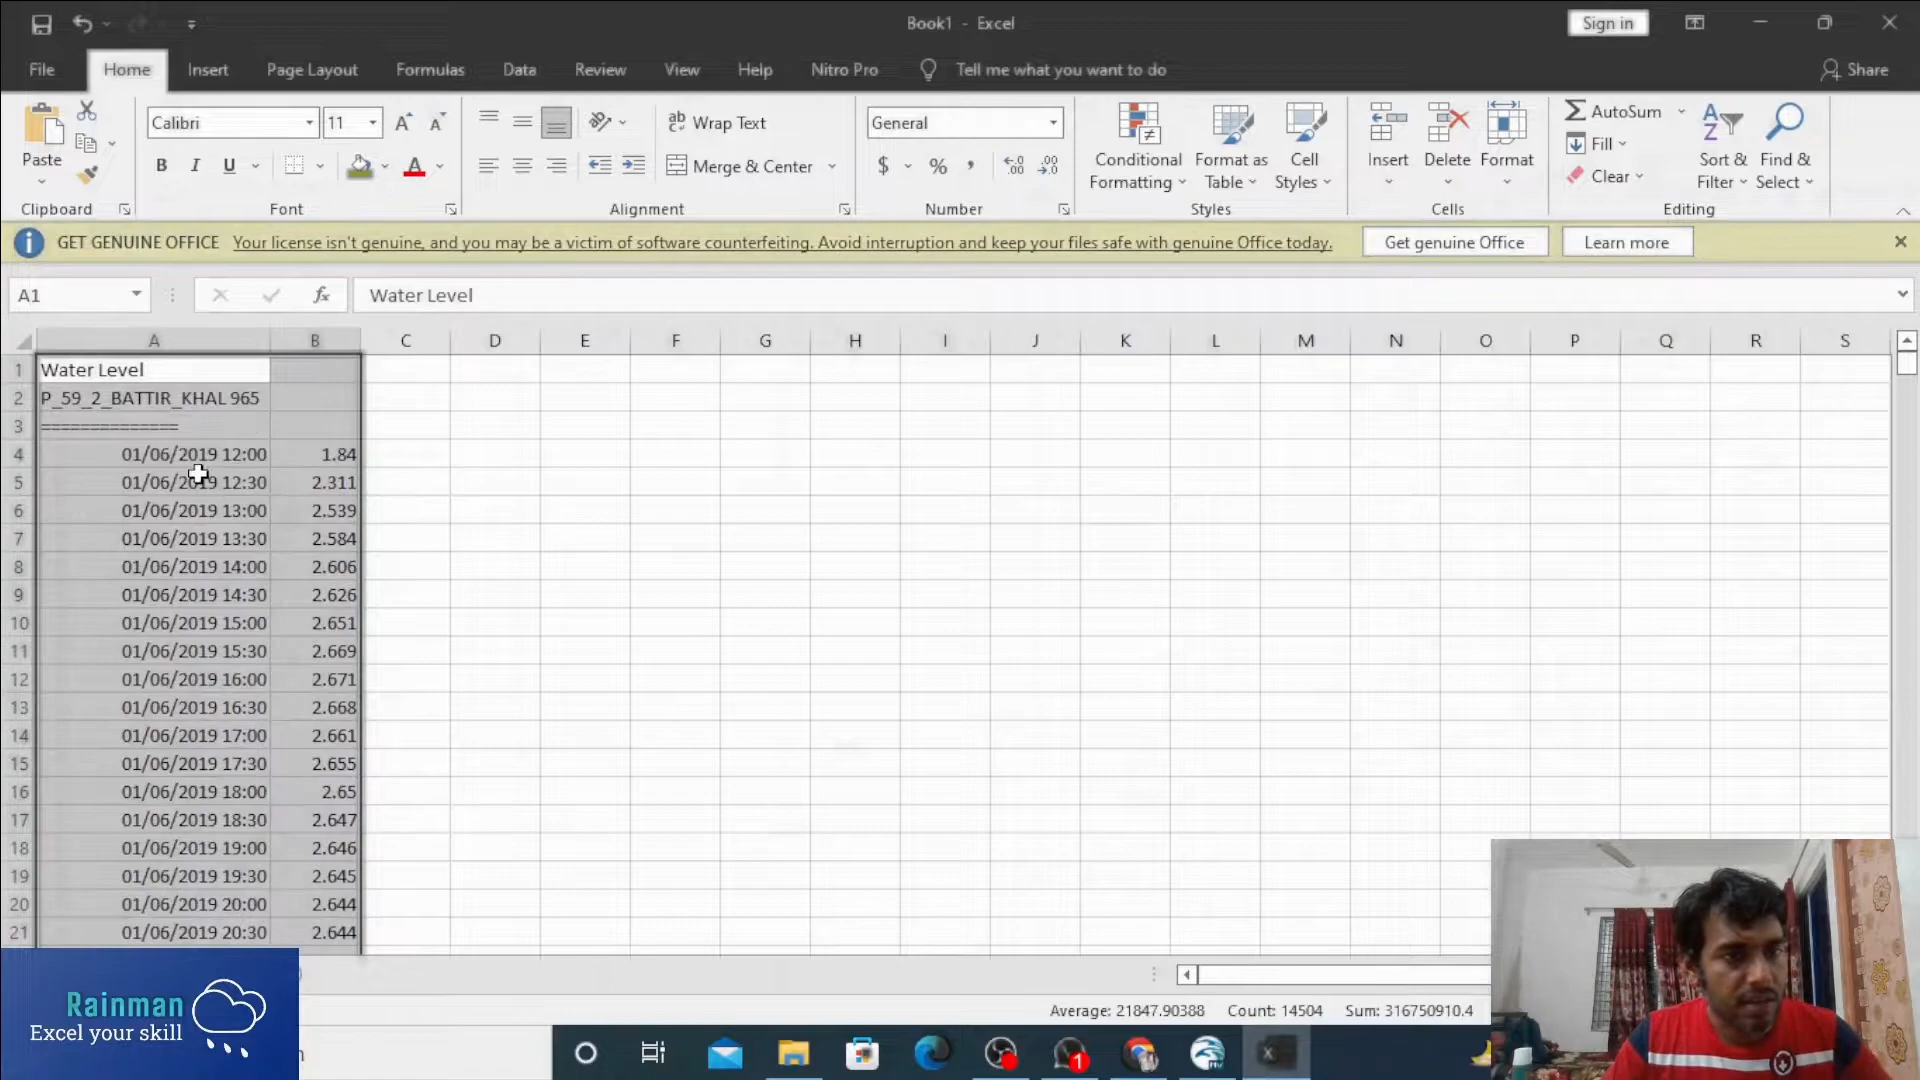 Book1 - Excel
Sign in
File Home Insert Page Layout Formulas Data Review View Help Nitro Pro Tell me what you want to do Share
Paste
Clipboard
Calibri 11
B I U A
Font
Wrap Text
Merge & Center
Alignment
General
$ % ,
Number
Conditional Formatting
Format as Table
Cell Styles
Styles
Insert Delete Format
Cells
AutoSum
Fill
Clear
Sort & Filter
Find & Select
Editing
GET GENUINE OFFICE Your license isn't genuine, and you may be a victim of software counterfeiting. Avoid interruption and keep your files safe with genuine Office today. Get genuine Office Learn more
A1 fx Water Level
A B C D E F G H I J K L M N O P Q R S
1 Water Level
2 P_59_2_BATTIR_KHAL 965
3 ==============
4 01/06/2019 12:00 1.84
5 01/06/2019 12:30 2.311
6 01/06/2019 13:00 2.539
7 01/06/2019 13:30 2.584
8 01/06/2019 14:00 2.606
9 01/06/2019 14:30 2.626
10 01/06/2019 15:00 2.651
11 01/06/2019 15:30 2.669
12 01/06/2019 16:00 2.671
13 01/06/2019 16:30 2.668
14 01/06/2019 17:00 2.661
15 01/06/2019 17:30 2.655
16 01/06/2019 18:00 2.65
17 01/06/2019 18:30 2.647
18 01/06/2019 19:00 2.646
19 01/06/2019 19:30 2.645
20 01/06/2019 20:00 2.644
21 01/06/2019 20:30 2.644
Rainman
Excel your skill
Average: 21847.90388 Count: 14504 Sum: 316750910.4
1